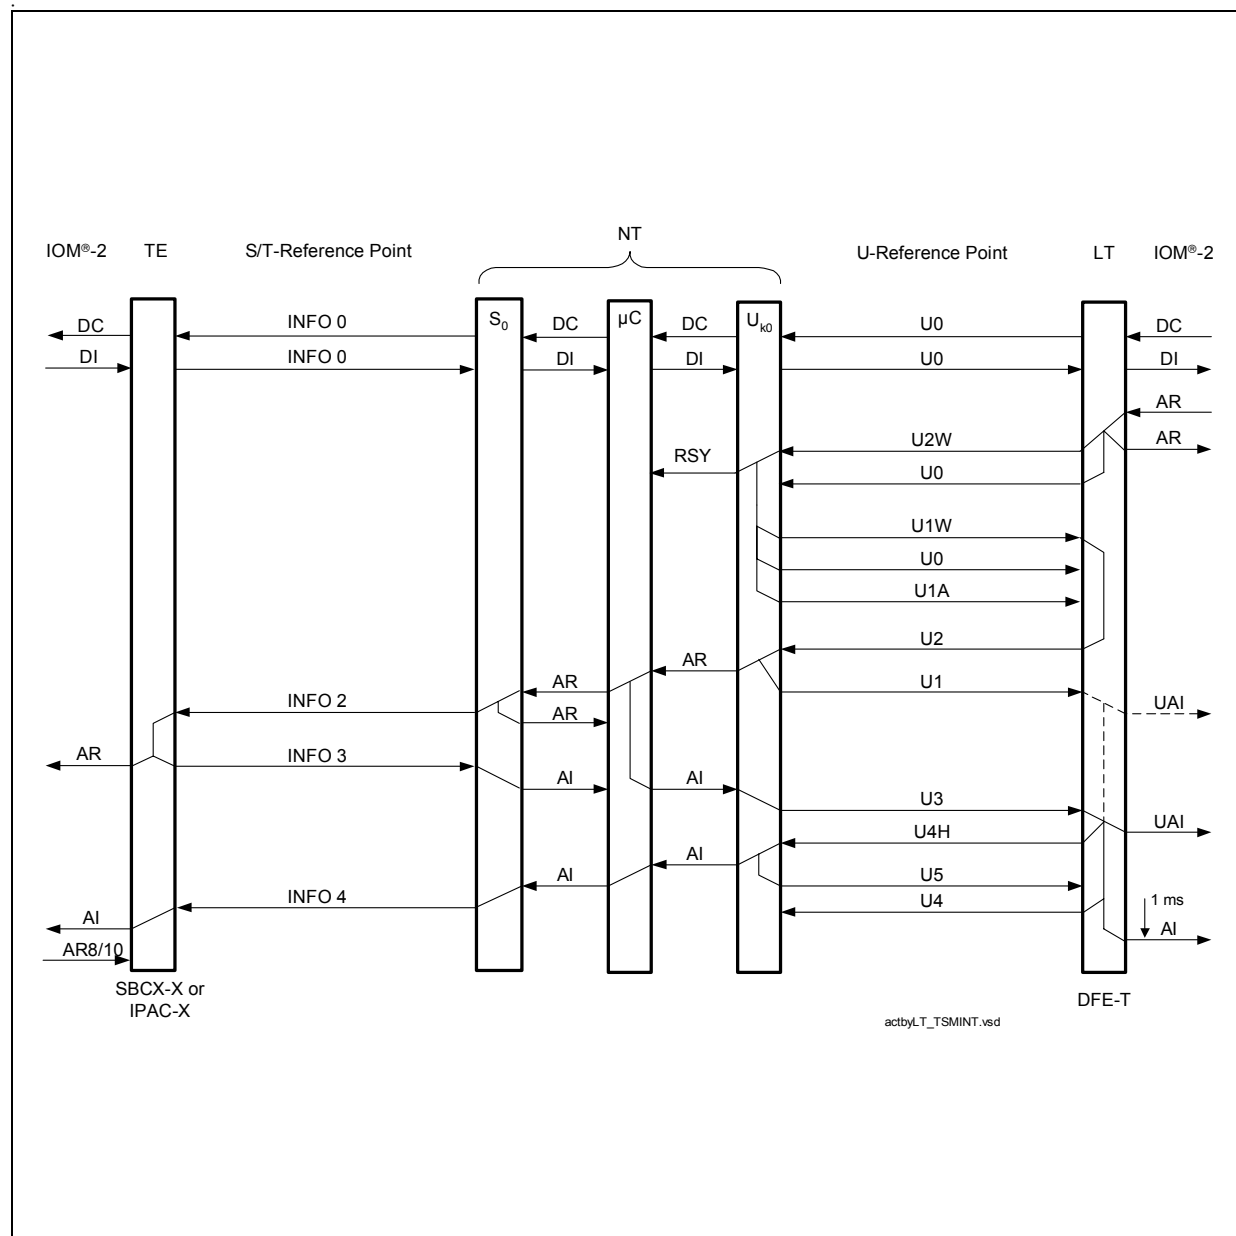 NT
IOM®-2 TE S/T-Reference Point U-Reference Point LT IOM®-2
S0 µC Uk0
DC INFO 0 DC DC U0 DC
DI INFO 0 DI DI U0 DI
AR
U2W AR
RSY U0
U1W
U0
U1A
U2
AR
AR U1
INFO 2 AR UAI
AR INFO 3
AI AI U3
UAI
U4H
AI
AI U5
INFO 4 U4 1 ms
AI AI
AR8/10
SBCX-X or
IPAC-X
DFE-T
actbyLT_TSMINT.vsd